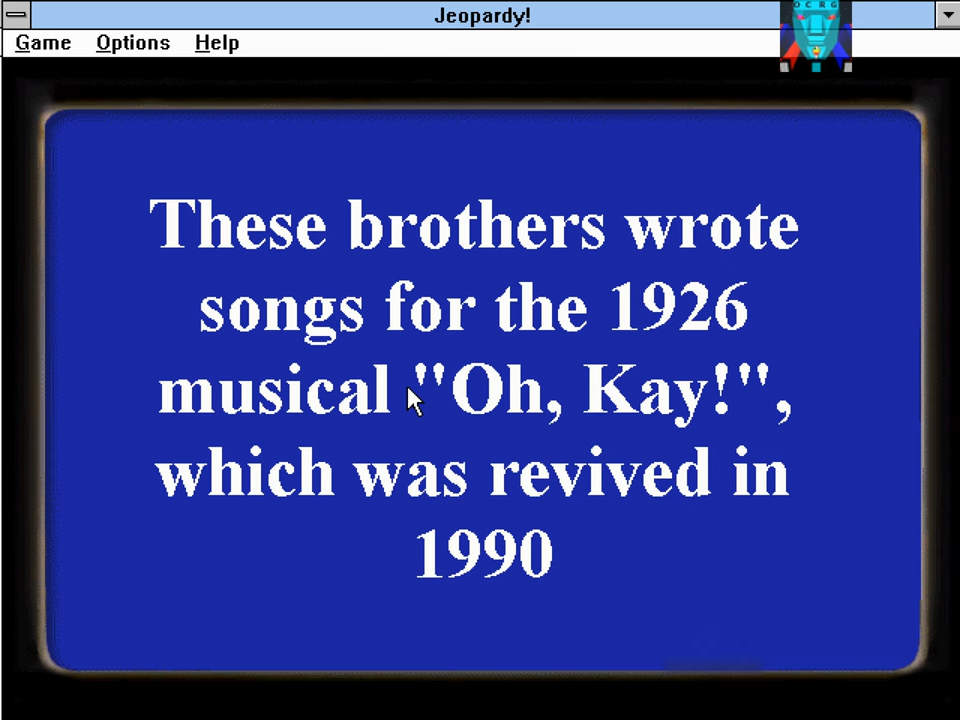 Jeopardy!
OCRG
Game Options Help
These brothers wrote
songs for the 1926
musical "Oh, Kay!",
which was revived in
1990